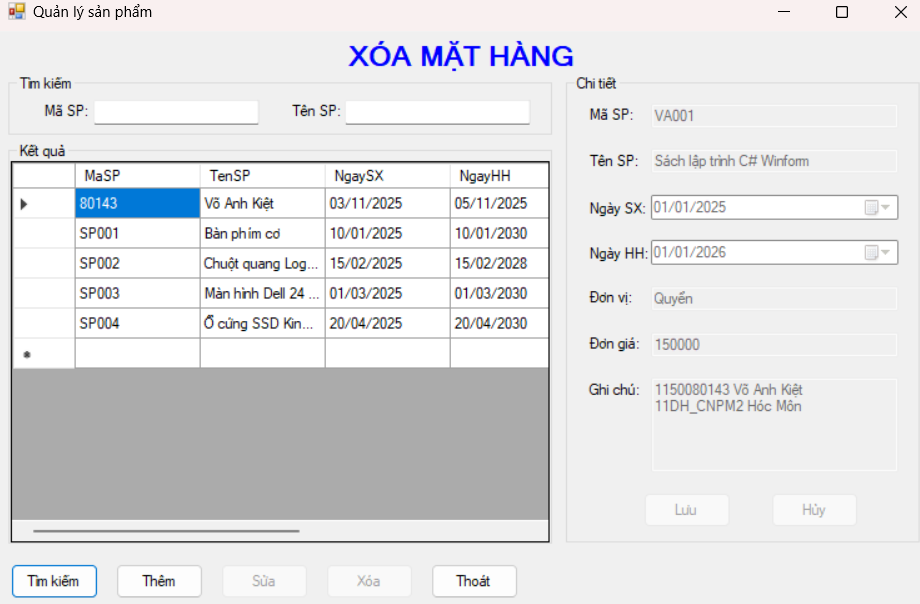 Quản lý sản phẩm
XÓA MẶT HÀNG
Tìm kiếm
Mã SP:
Tên SP:
Kết quả
MaSP TenSP NgaySX NgayHH
80143 Võ Anh Kiệt 03/11/2025 05/11/2025
SP001 Bàn phím cơ 10/01/2025 10/01/2030
SP002 Chuột quang Log... 15/02/2025 15/02/2028
SP003 Màn hình Dell 24 ... 01/03/2025 01/03/2030
SP004 Ổ cứng SSD Kin... 20/04/2025 20/04/2030
Chi tiết
Mã SP: VA001
Tên SP: Sách lập trình C# Winform
Ngày SX: 01/01/2025
Ngày HH: 01/01/2026
Đơn vị: Quyển
Đơn giá: 150000
Ghi chú: 1150080143 Võ Anh Kiệt
11DH_CNPM2 Hóc Môn
Lưu Hủy
Tìm kiếm Thêm Sửa Xóa Thoát